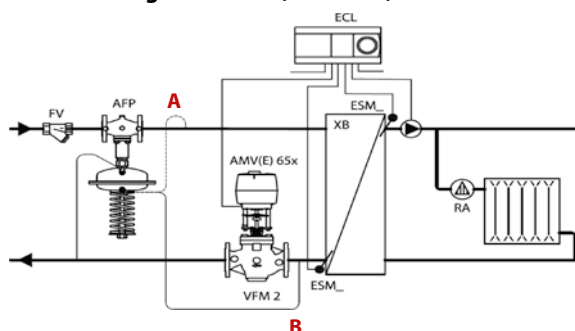 ECL
A
FV
AFP
ESM_
XB
AMV(E) 65x
RA
VFM 2
ESM_
B